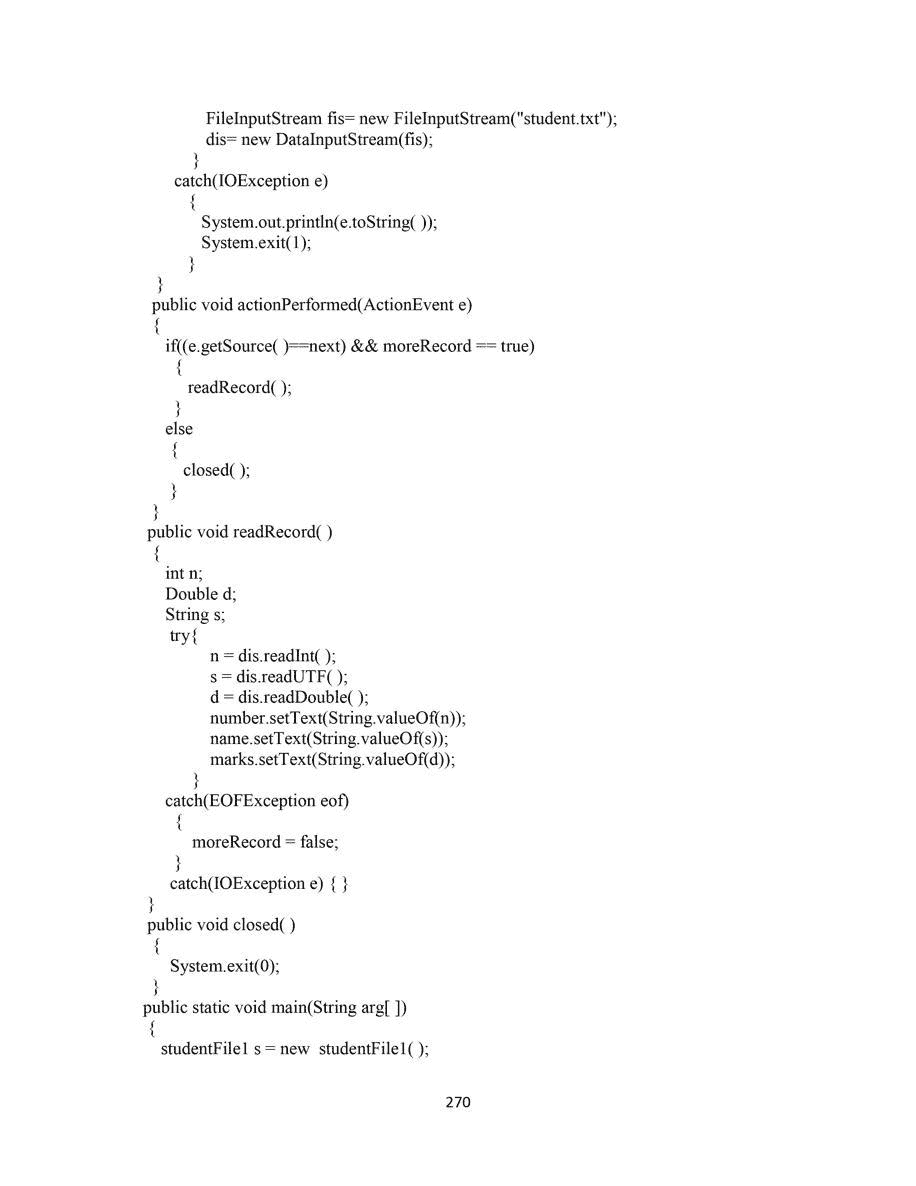 FileInputStream fis= new FileInputStream("student.txt");
dis= new DataInputStream(fis);
}
catch(IOException e)
{
System.out.println(e.toString( ));
System.exit(1);
}
}
public void actionPerformed(ActionEvent e)
{
if((e.getSource( )==next) && moreRecord == true)
{
readRecord( );
}
else
{
closed( );
}
}
public void readRecord( )
{
int n;
Double d;
String s;
try{
n = dis.readInt( );
s = dis.readUTF( );
d = dis.readDouble( );
number.setText(String.valueOf(n));
name.setText(String.valueOf(s));
marks.setText(String.valueOf(d));
}
catch(EOFException eof)
{
moreRecord = false;
}
catch(IOException e) { }
}
public void closed( )
{
System.exit(0);
}
public static void main(String arg[ ])
{
studentFile1 s = new  studentFile1( );
270